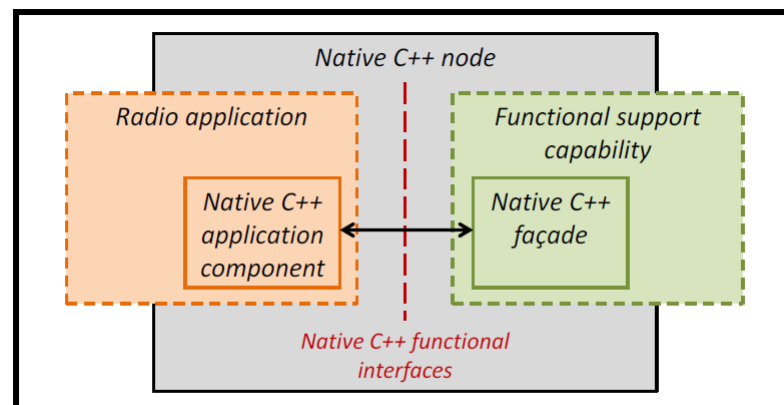 Native C++ node
Radio application
Functional support
capability
Native C++
application
component
Native C++
façade
Native C++ functional
interfaces